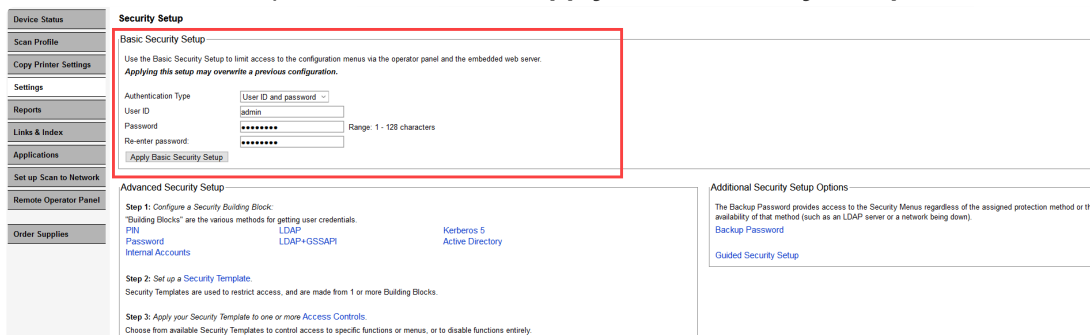 Device Status
Scan Profile
Copy Printer Settings
Settings
Reports
Links & Index
Applications
Set up Scan to Network
Remote Operator Panel
Order Supplies
Security Setup
Basic Security Setup
Use the Basic Security Setup to limit access to the configuration menus via the operator panel and the embedded web server.
Applying this setup may overwrite a previous configuration.
Authentication Type User ID and password
User ID admin
Password •••••••• Range: 1 - 128 characters
Re-enter password: ••••••••
Apply Basic Security Setup
Advanced Security Setup
Step 1: Configure a Security Building Block:
"Building Blocks" are the various methods for getting user credentials.
PIN LDAP Kerberos 5
Password LDAP+GSSAPI Active Directory
Internal Accounts
Step 2: Set up a Security Template.
Security Templates are used to restrict access, and are made from 1 or more Building Blocks.
Step 3: Apply your Security Template to one or more Access Controls.
Choose from available Security Templates to control access to specific functions or menus, or to disable functions entirely.
Additional Security Setup Options
The Backup Password provides access to the Security Menus regardless of the assigned protection method or th
availability of that method (such as an LDAP server or a network being down).
Backup Password
Guided Security Setup